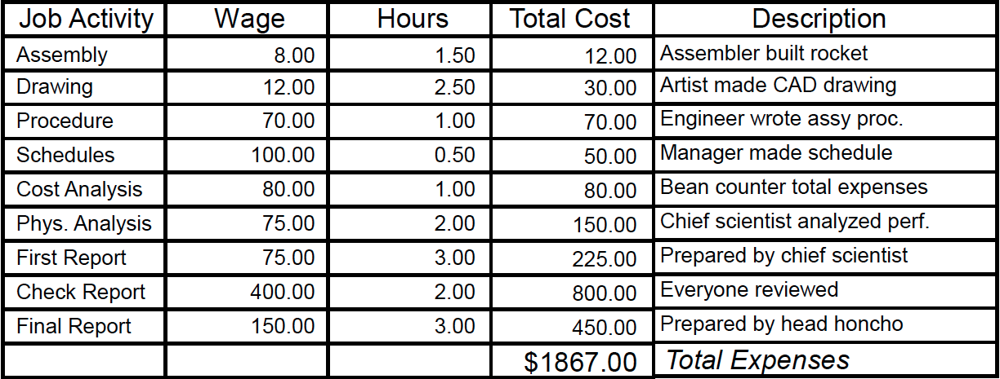 Job Activity Wage Hours Total Cost Description
Assembly 8.00 1.50 12.00 Assembler built rocket
Drawing 12.00 2.50 30.00 Artist made CAD drawing
Procedure 70.00 1.00 70.00 Engineer wrote assy proc.
Schedules 100.00 0.50 50.00 Manager made schedule
Cost Analysis 80.00 1.00 80.00 Bean counter total expenses
Phys. Analysis 75.00 2.00 150.00 Chief scientist analyzed perf.
First Report 75.00 3.00 225.00 Prepared by chief scientist
Check Report 400.00 2.00 800.00 Everyone reviewed
Final Report 150.00 3.00 450.00 Prepared by head honcho
$1867.00 Total Expenses